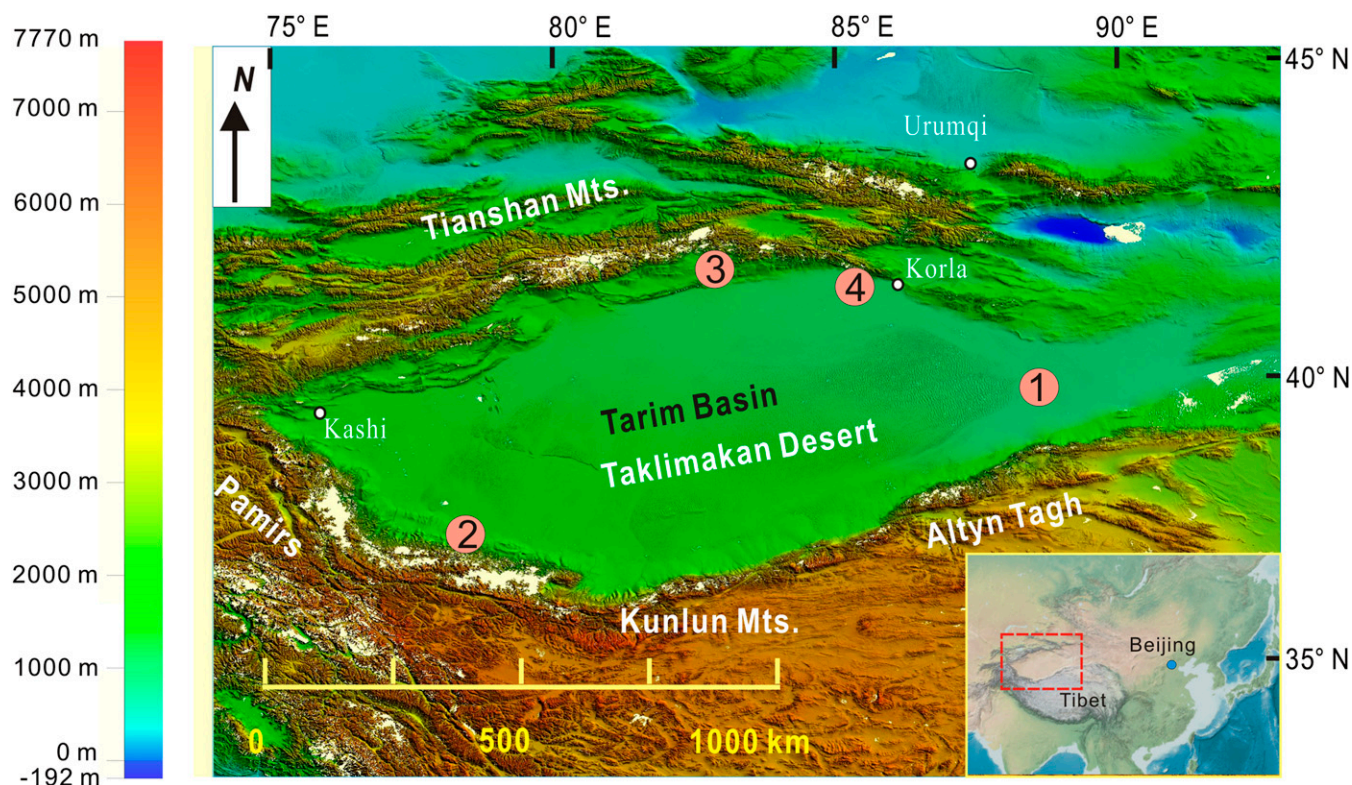 75° E 80° E 85° E 90° E
7770 m
7000 m
6000 m
5000 m
4000 m
3000 m
2000 m
1000 m
0 m
-192 m
N
45° N
40° N
35° N
Urumqi
Tianshan Mts.
3
4
Korla
1
Tarim Basin
Taklimakan Desert
Kashi
Pamirs
2
Altyn Tagh
Kunlun Mts.
0 500 1000 km
Beijing
Tibet